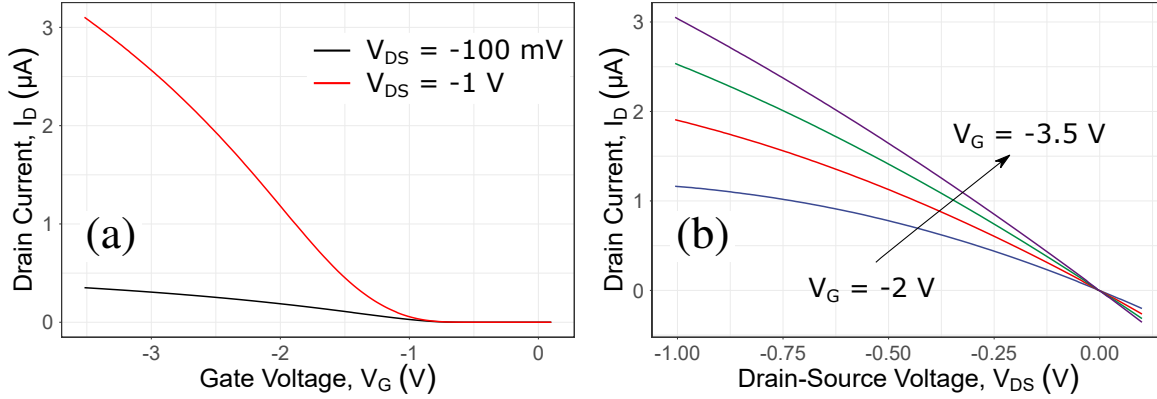 Drain Current, I_D (μA)
3
2
1
0
V_DS = -100 mV
V_DS = -1 V
(a)
-3
-2
-1
0
Gate Voltage, V_G (V)
Drain Current, I_D (μA)
3
2
1
0
V_G = -3.5 V
(b)
V_G = -2 V
-1.00
-0.75
-0.50
-0.25
0.00
Drain-Source Voltage, V_DS (V)